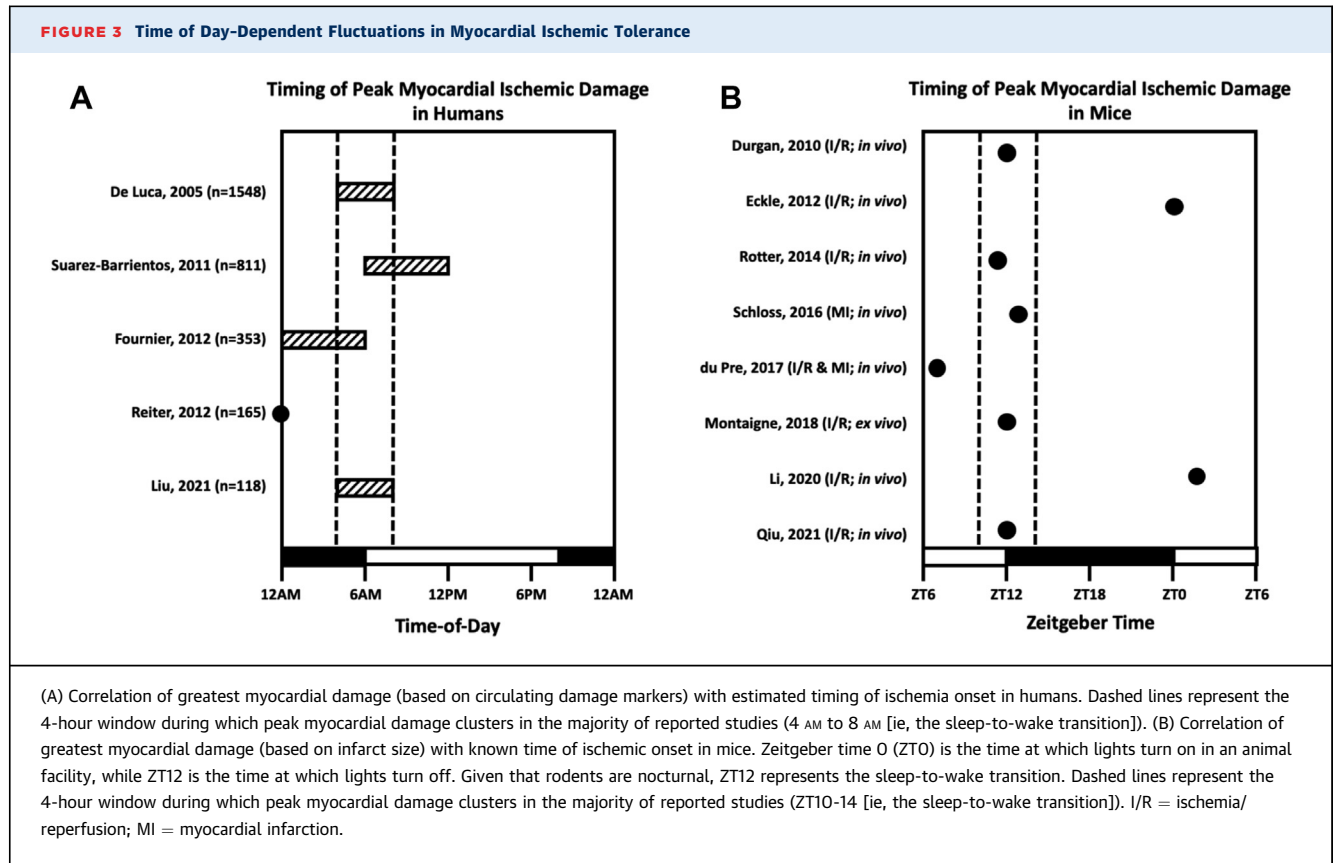 FIGURE 3 Time of Day-Dependent Fluctuations in Myocardial Ischemic Tolerance
A
Timing of Peak Myocardial Ischemic Damage
in Humans
De Luca, 2005 (n=1548)
Suarez-Barrientos, 2011 (n=811)
Fournier, 2012 (n=353)
Reiter, 2012 (n=165)
Liu, 2021 (n=118)
12AM 6AM 12PM 6PM 12AM
Time-of-Day
B
Timing of Peak Myocardial Ischemic Damage
in Mice
Durgan, 2010 (I/R; in vivo)
Eckle, 2012 (I/R; in vivo)
Rotter, 2014 (I/R; in vivo)
Schloss, 2016 (MI; in vivo)
du Pre, 2017 (I/R & MI; in vivo)
Montaigne, 2018 (I/R; ex vivo)
Li, 2020 (I/R; in vivo)
Qiu, 2021 (I/R; in vivo)
ZT6 ZT12 ZT18 ZT0 ZT6
Zeitgeber Time
(A) Correlation of greatest myocardial damage (based on circulating damage markers) with estimated timing of ischemia onset in humans. Dashed lines represent the
4-hour window during which peak myocardial damage clusters in the majority of reported studies (4 AM to 8 AM [ie, the sleep-to-wake transition]). (B) Correlation of
greatest myocardial damage (based on infarct size) with known time of ischemic onset in mice. Zeitgeber time 0 (ZT0) is the time at which lights turn on in an animal
facility, while ZT12 is the time at which lights turn off. Given that rodents are nocturnal, ZT12 represents the sleep-to-wake transition. Dashed lines represent the
4-hour window during which peak myocardial damage clusters in the majority of reported studies (ZT10-14 [ie, the sleep-to-wake transition]). I/R = ischemia/
reperfusion; MI = myocardial infarction.